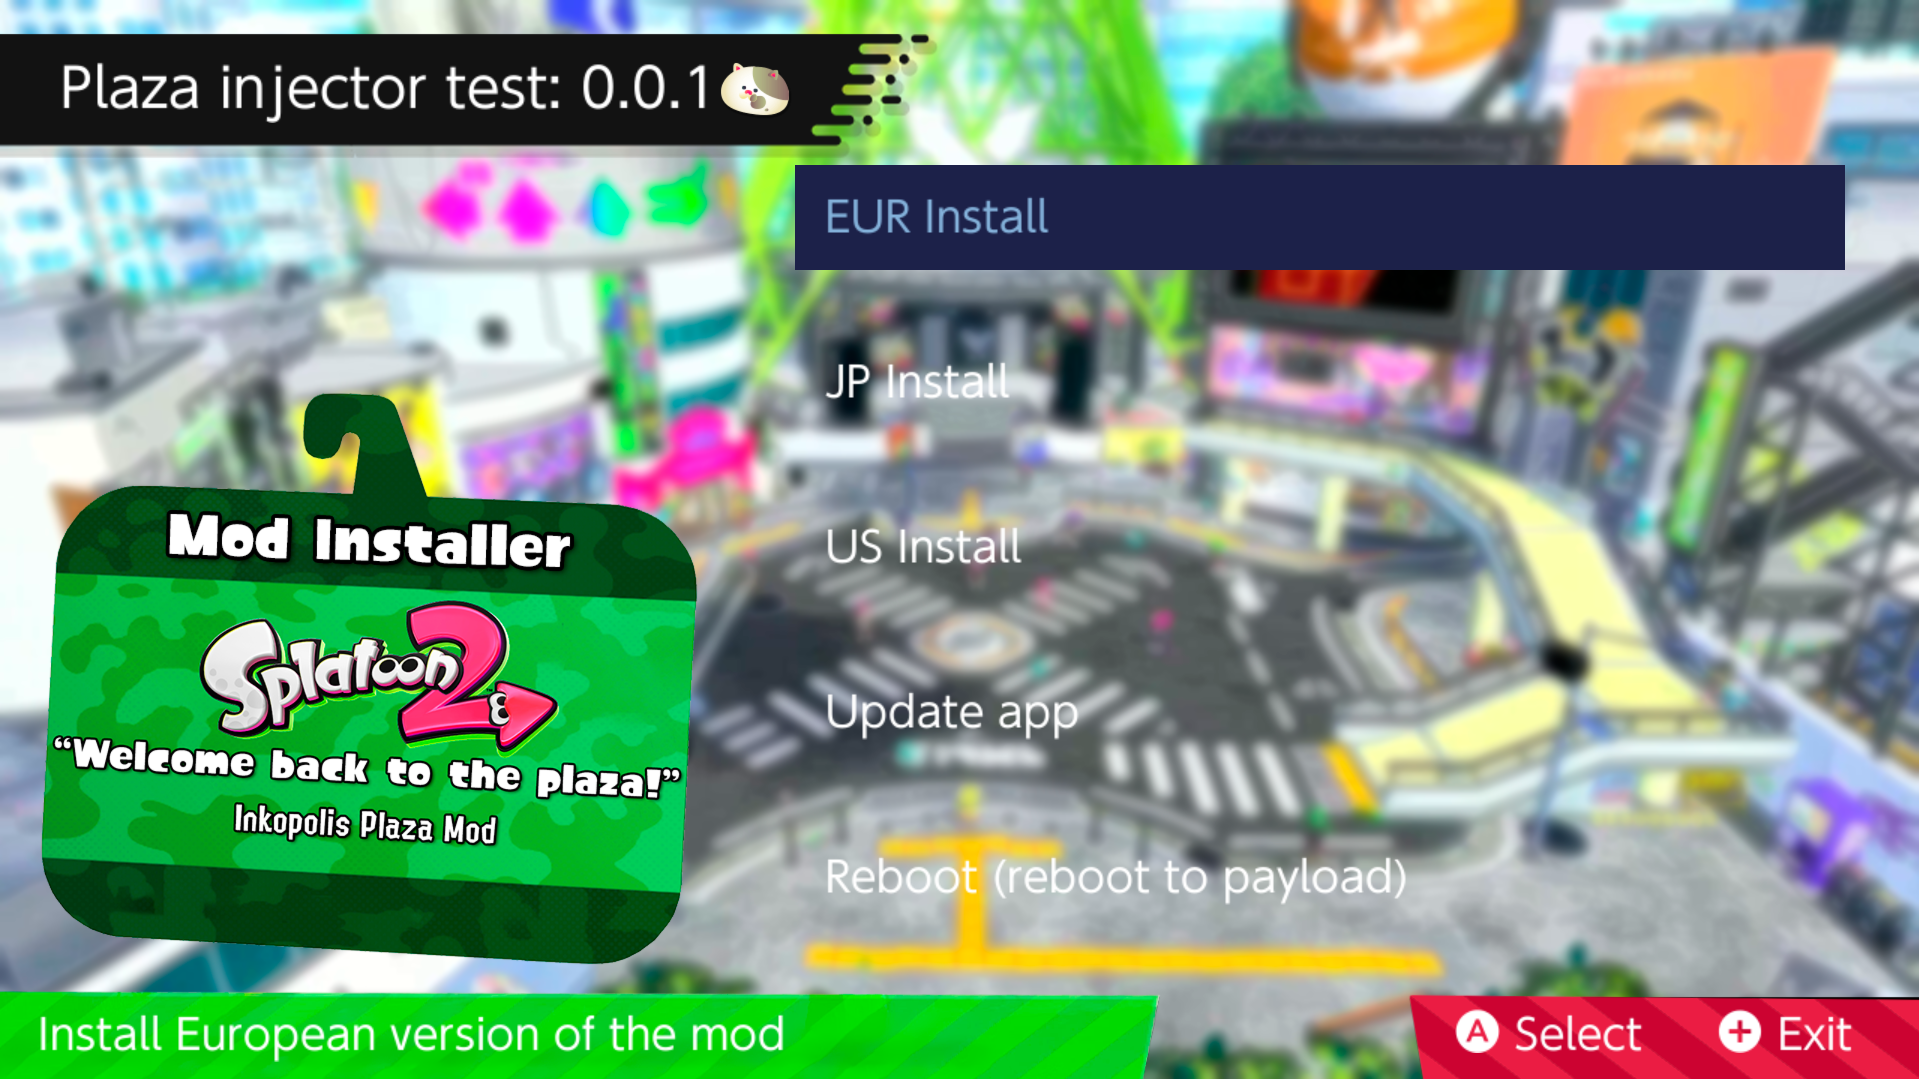 Plaza injector test: 0.0.1
EUR Install
JP Install
US Install
Update app
Reboot (reboot to payload)
Mod Installer
Splatoon 2
“Welcome back to the plaza!”
Inkopolis Plaza Mod
Install European version of the mod
A Select
+ Exit